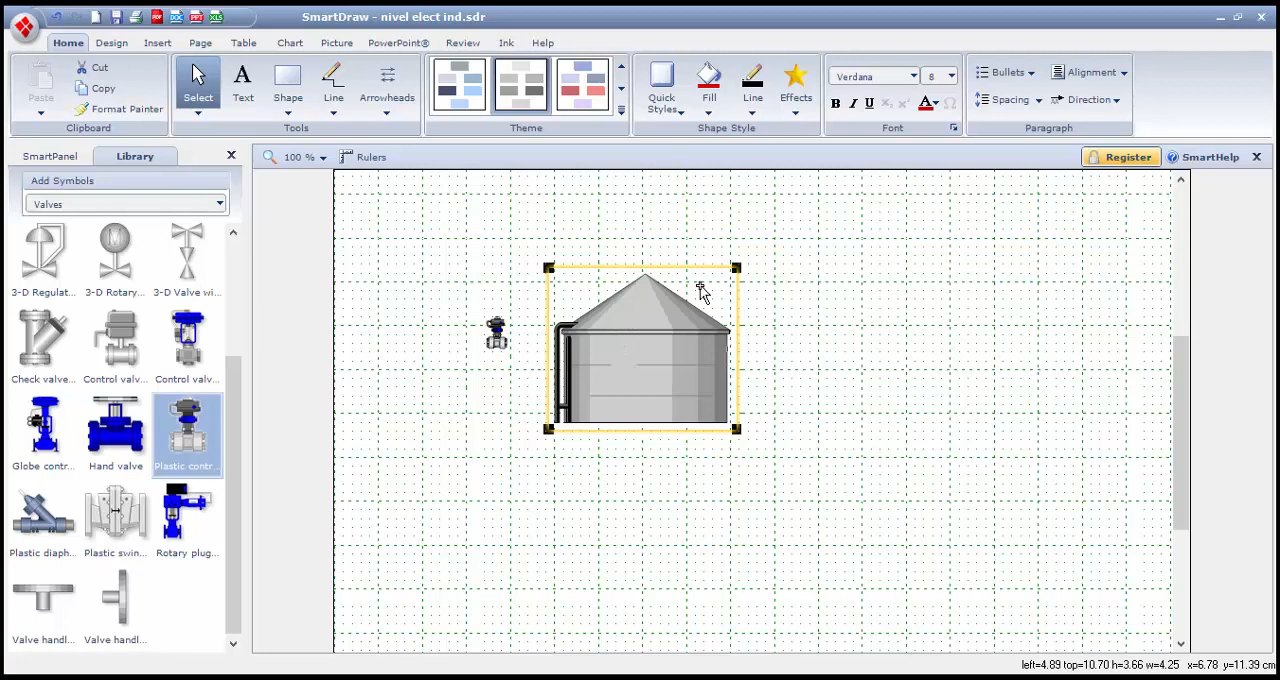 SmartDraw - nivel elect ind.sdr
PDF DOC PPT XLS
Home Design Insert Page Table Chart Picture PowerPoint® Review Ink Help
Cut
Copy
Format Painter
Paste
Clipboard
Select Text Shape Line Arrowheads
Tools
Theme
Quick Styles Fill Line Effects
Shape Style
Verdana 8
B I U A Ω
Font
Bullets Alignment
Spacing Direction
Paragraph
SmartPanel Library
100 % Rulers
Register SmartHelp
Add Symbols
Valves
3-D Regulat... 3-D Rotary... 3-D Valve wi...
Check valve... Control valv... Control valv...
Globe contr... Hand valve Plastic contr...
Plastic diaph... Plastic swin... Rotary plug...
Valve handl... Valve handl...
left=4.89 top=10.70 h=3.66 w=4.25 x=6.78 y=11.39 cm